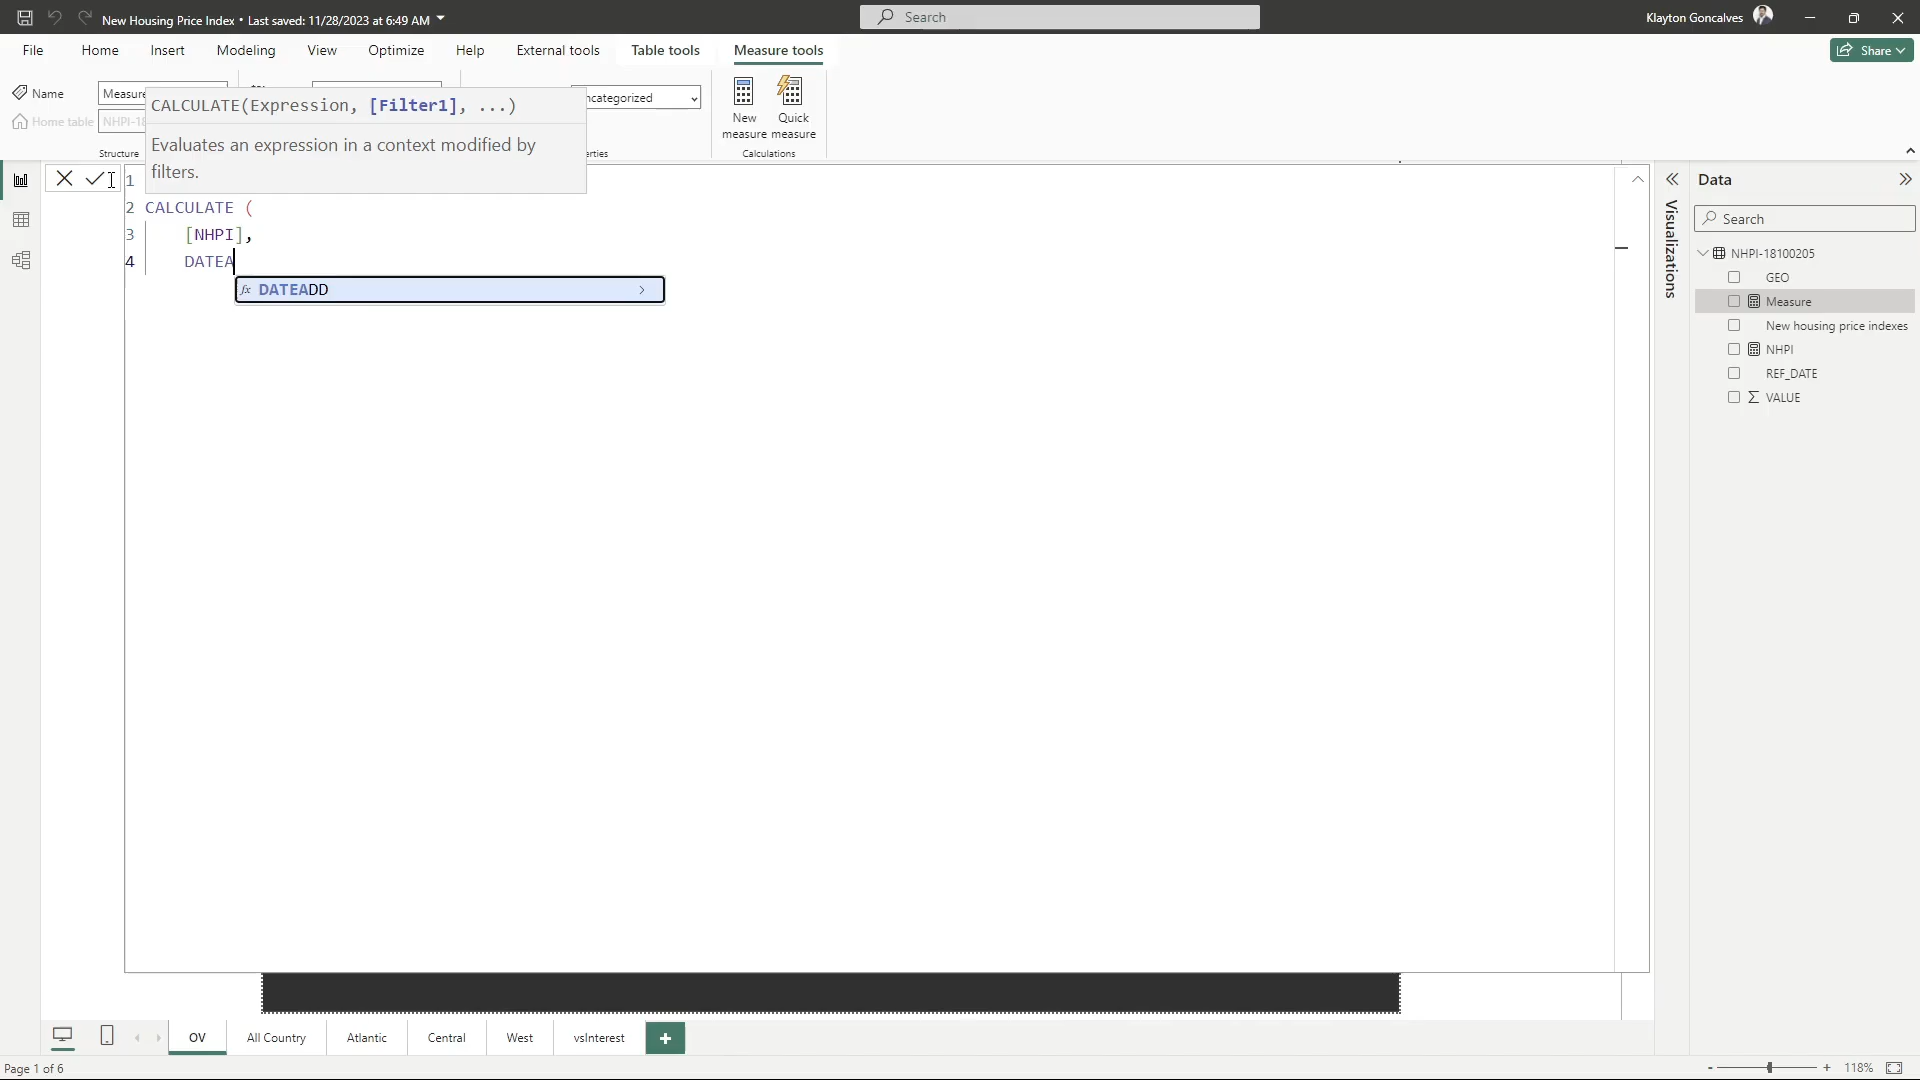 New Housing Price Index • Last saved: 11/28/2023 at 6:49 AM
Search
Klayton Goncalves
File Home Insert Modeling View Optimize Help External tools Table tools Measure tools
Share
Name
Measure
Home table
NHPI-18
Structure
CALCULATE(Expression, [Filter1], ...)
Evaluates an expression in a context modified by
filters.
ncategorized
New
measure
Quick
measure
Calculations
1
2 CALCULATE (
3 [NHPI],
4 DATEA
fx DATEADD
Visualizations
Data
Search
NHPI-18100205
GEO
Measure
New housing price indexes
NHPI
REF_DATE
VALUE
OV All Country Atlantic Central West vsInterest +
Page 1 of 6
- + 118%